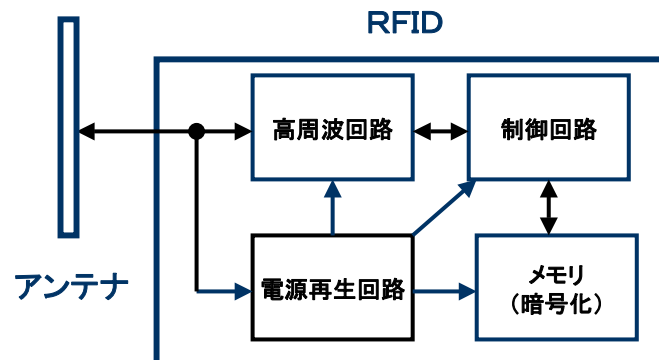 RFID
高周波回路
制御回路
アンテナ
電源再生回路
メモリ
（暗号化）